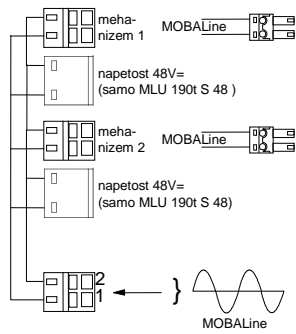 meha-
nizem 1
MOBALine
napetost 48V=
(samo MLU 190t S 48 )
meha-
nizem 2
MOBALine
napetost 48V=
(samo MLU 190t S 48)
2
1
}
MOBALine